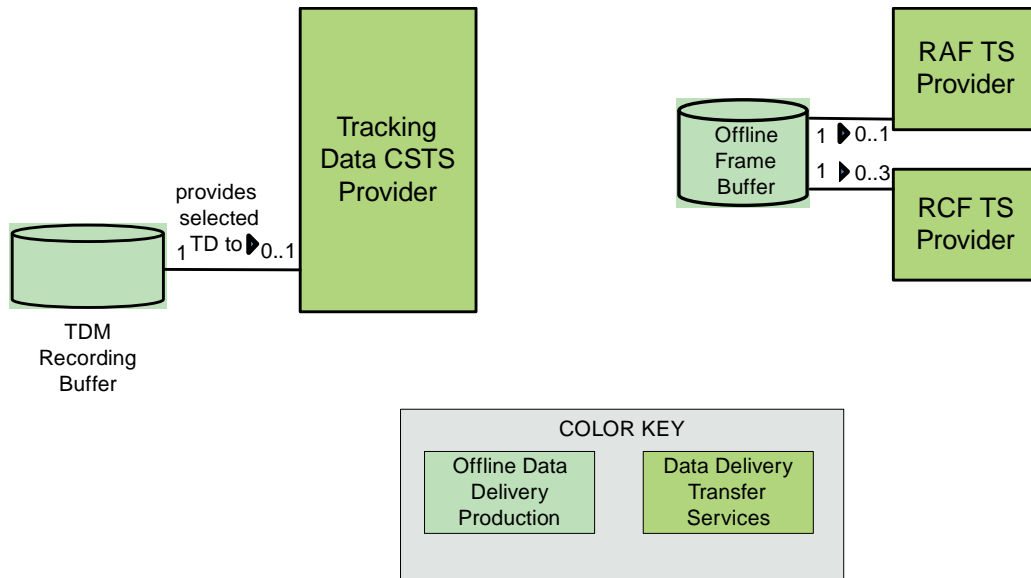 Tracking
Data CSTS
Provider
provides
selected
TD to
1
0..1
TDM
Recording
Buffer
RAF TS
Provider
Offline
Frame
Buffer
1
0..1
1
0..3
RCF TS
Provider
COLOR KEY
Offline Data
Delivery
Production
Data Delivery
Transfer
Services